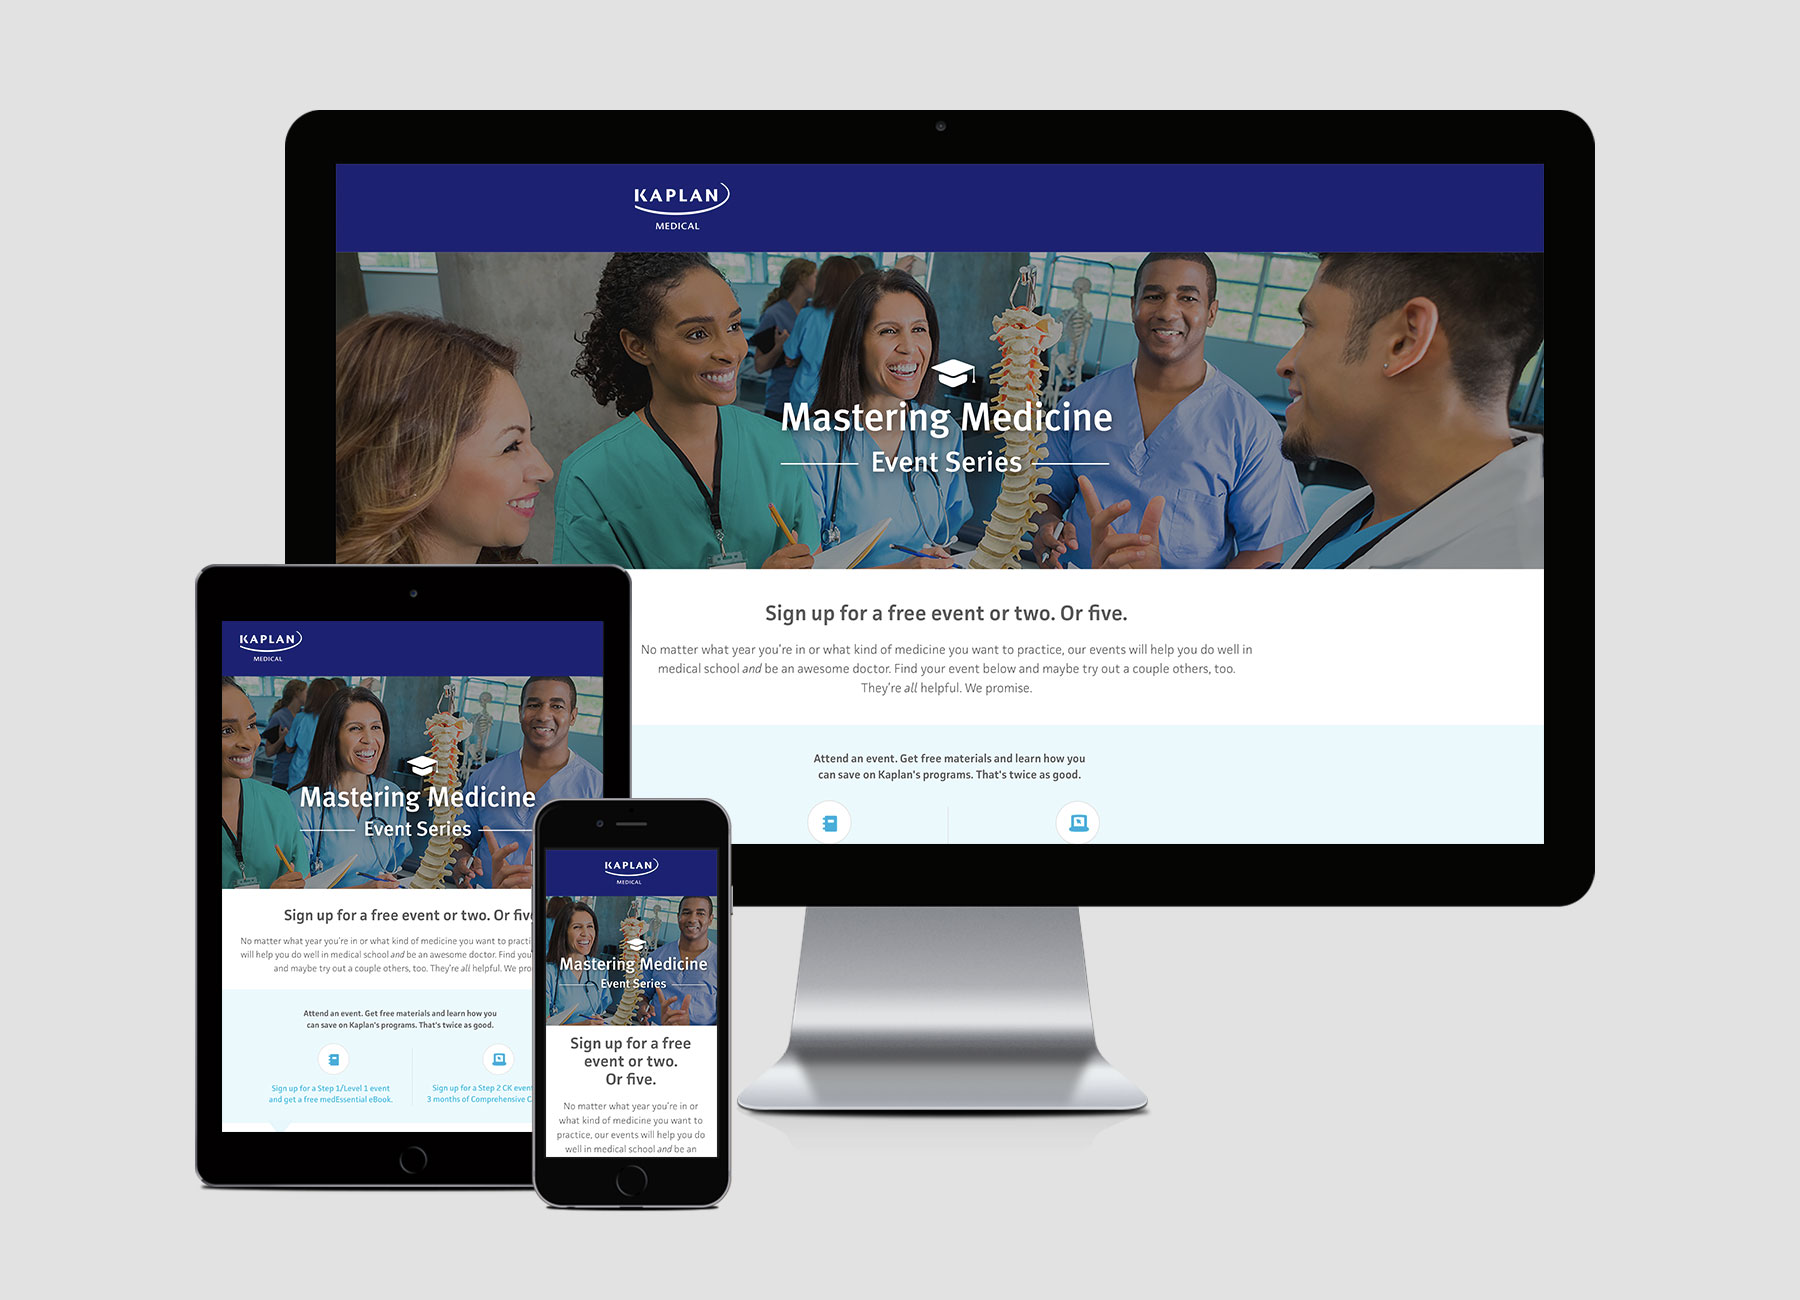 KAPLAN
MEDICAL
Mastering Medicine
Event Series
Sign up for a free event or two. Or five.
No matter what year you're in or what kind of medicine you want to practice, our events will help you do well in
medical school and be an awesome doctor. Find your event below and maybe try out a couple others, too.
They're all helpful. We promise.
Attend an event. Get free materials and learn how you
can save on Kaplan's programs. That's twice as good.
KAPLAN
MEDICAL
Mastering Medicine
Event Series
Sign up for a free event or two. Or fiv
No matter what year you're in or what kind of medicine you want to practi
will help you do well in medical school and be an awesome doctor. Find you
and maybe try out a couple others, too. They're all helpful. We pro
Attend an event. Get free materials and learn how you
can save on Kaplan's programs. That's twice as good.
Sign up for a Step 1/Level 1 event
and get a free medEssential eBook.
Sign up for a Step 2 CK event
3 months of Comprehensive C
KAPLAN
MEDICAL
Mastering Medicine
Event Series
Sign up for a free
event or two.
Or five.
No matter what year you're in or
what kind of medicine you want to
practice, our events will help you do
well in medical school and be an